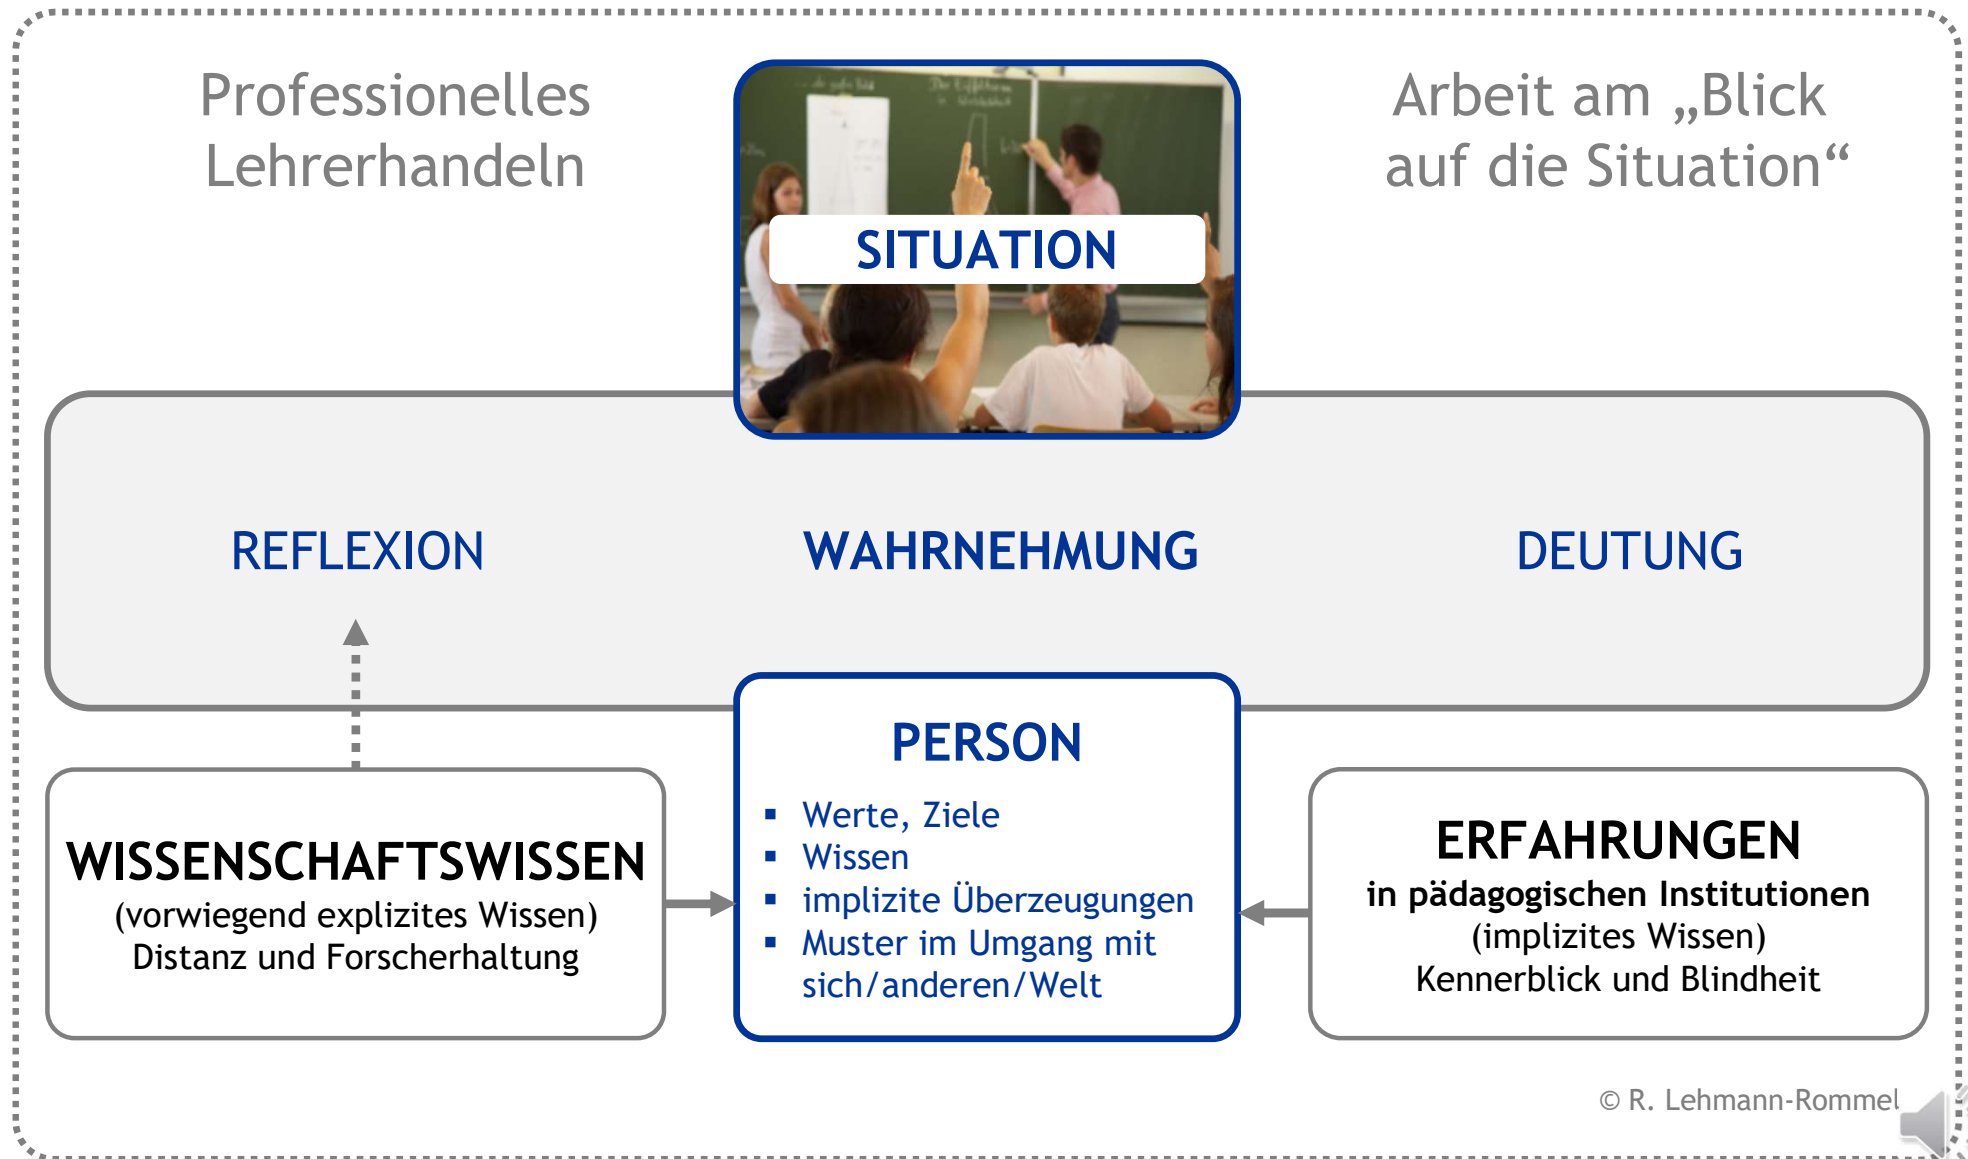 Professionelles
Lehrerhandeln
Arbeit am „Blick
auf die Situation“
SITUATION
REFLEXION
WAHRNEHMUNG
DEUTUNG
WISSENSCHAFTSWISSEN
(vorwiegend explizites Wissen)
Distanz und Forscherhaltung
PERSON
▪ Werte, Ziele
▪ Wissen
▪ implizite Überzeugungen
▪ Muster im Umgang mit
sich/anderen/Welt
ERFAHRUNGEN
in pädagogischen Institutionen
(implizites Wissen)
Kennerblick und Blindheit
© R. Lehmann-Rommel